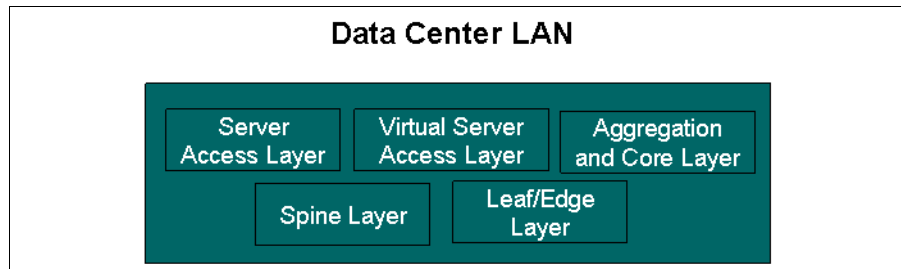 Data Center LAN
Server
Access Layer
Virtual Server
Access Layer
Aggregation
and Core Layer
Spine Layer
Leaf/Edge
Layer